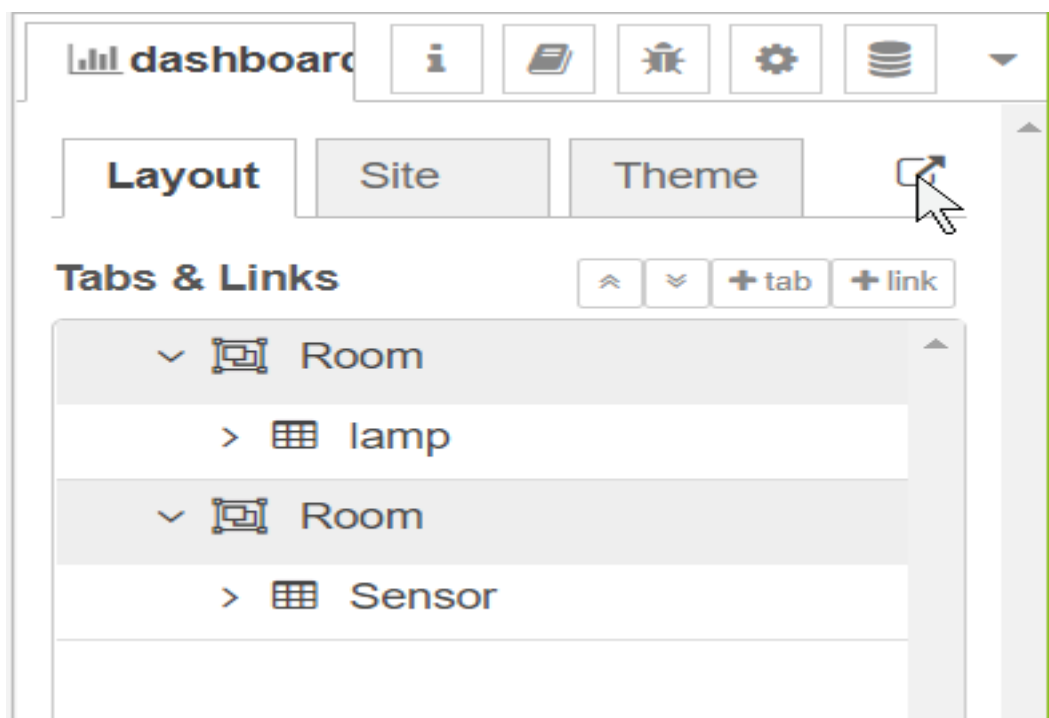 dashboard
Layout Site Theme
Tabs & Links tab link
Room
lamp
Room
Sensor